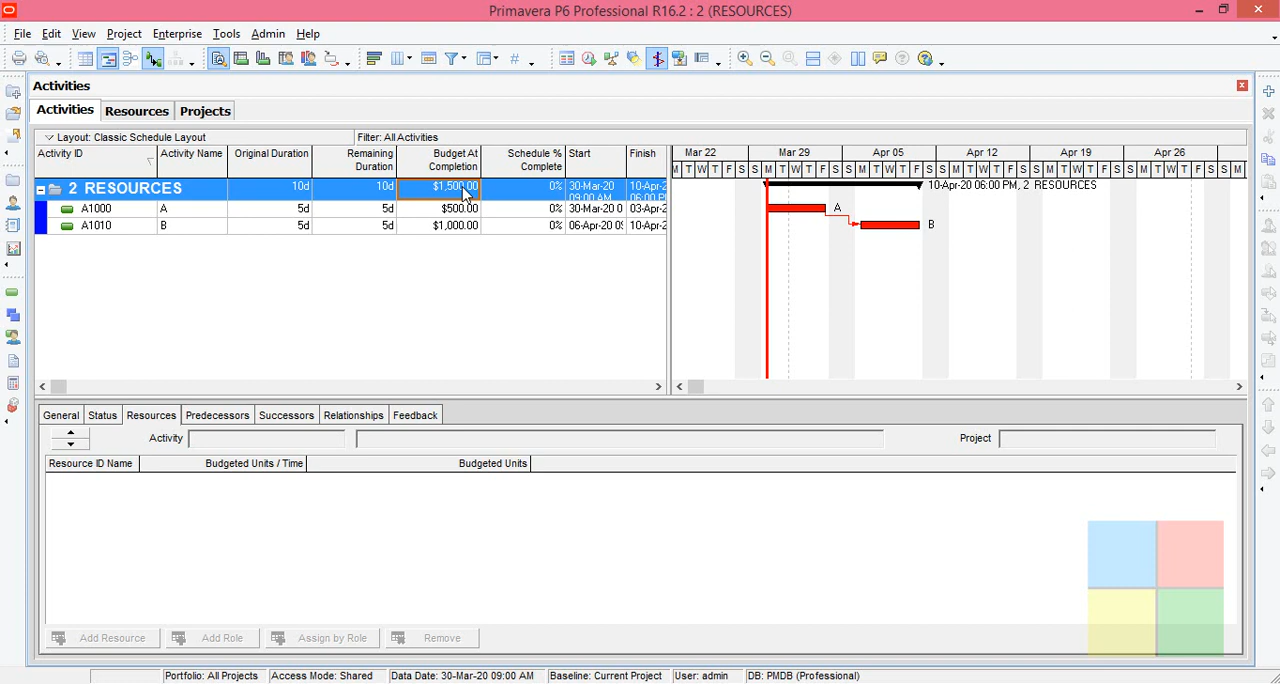 Primavera P6 Professional R16.2 : 2 (RESOURCES)
File Edit View Project Enterprise Tools Admin Help
Activities
Activities Resources Projects
Layout: Classic Schedule Layout Filter: All Activities
Activity ID Activity Name Original Duration Remaining Duration Budget At Completion Schedule % Complete Start Finish
Mar 22 Mar 29 Apr 05 Apr 12 Apr 19 Apr 26
M T W T F S S M T W T F S S M T W T F S S M T W T F S S M T W T F S S M T W T F S S M
2 RESOURCES 10d 10d $1,500.00 0% 30-Mar-20 09:00 AM 10-Apr-2 06:00 P 10-Apr-20 06:00 PM, 2 RESOURCES
A1000 A 5d 5d $500.00 0% 30-Mar-20 0 03-Apr-2 A
A1010 B 5d 5d $1,000.00 0% 06-Apr-20 0 10-Apr-2 B
General Status Resources Predecessors Successors Relationships Feedback
Activity Project
Resource ID Name Budgeted Units / Time Budgeted Units
Add Resource Add Role Assign by Role Remove
Portfolio: All Projects Access Mode: Shared Data Date: 30-Mar-20 09:00 AM Baseline: Current Project User: admin DB: PMDB (Professional)